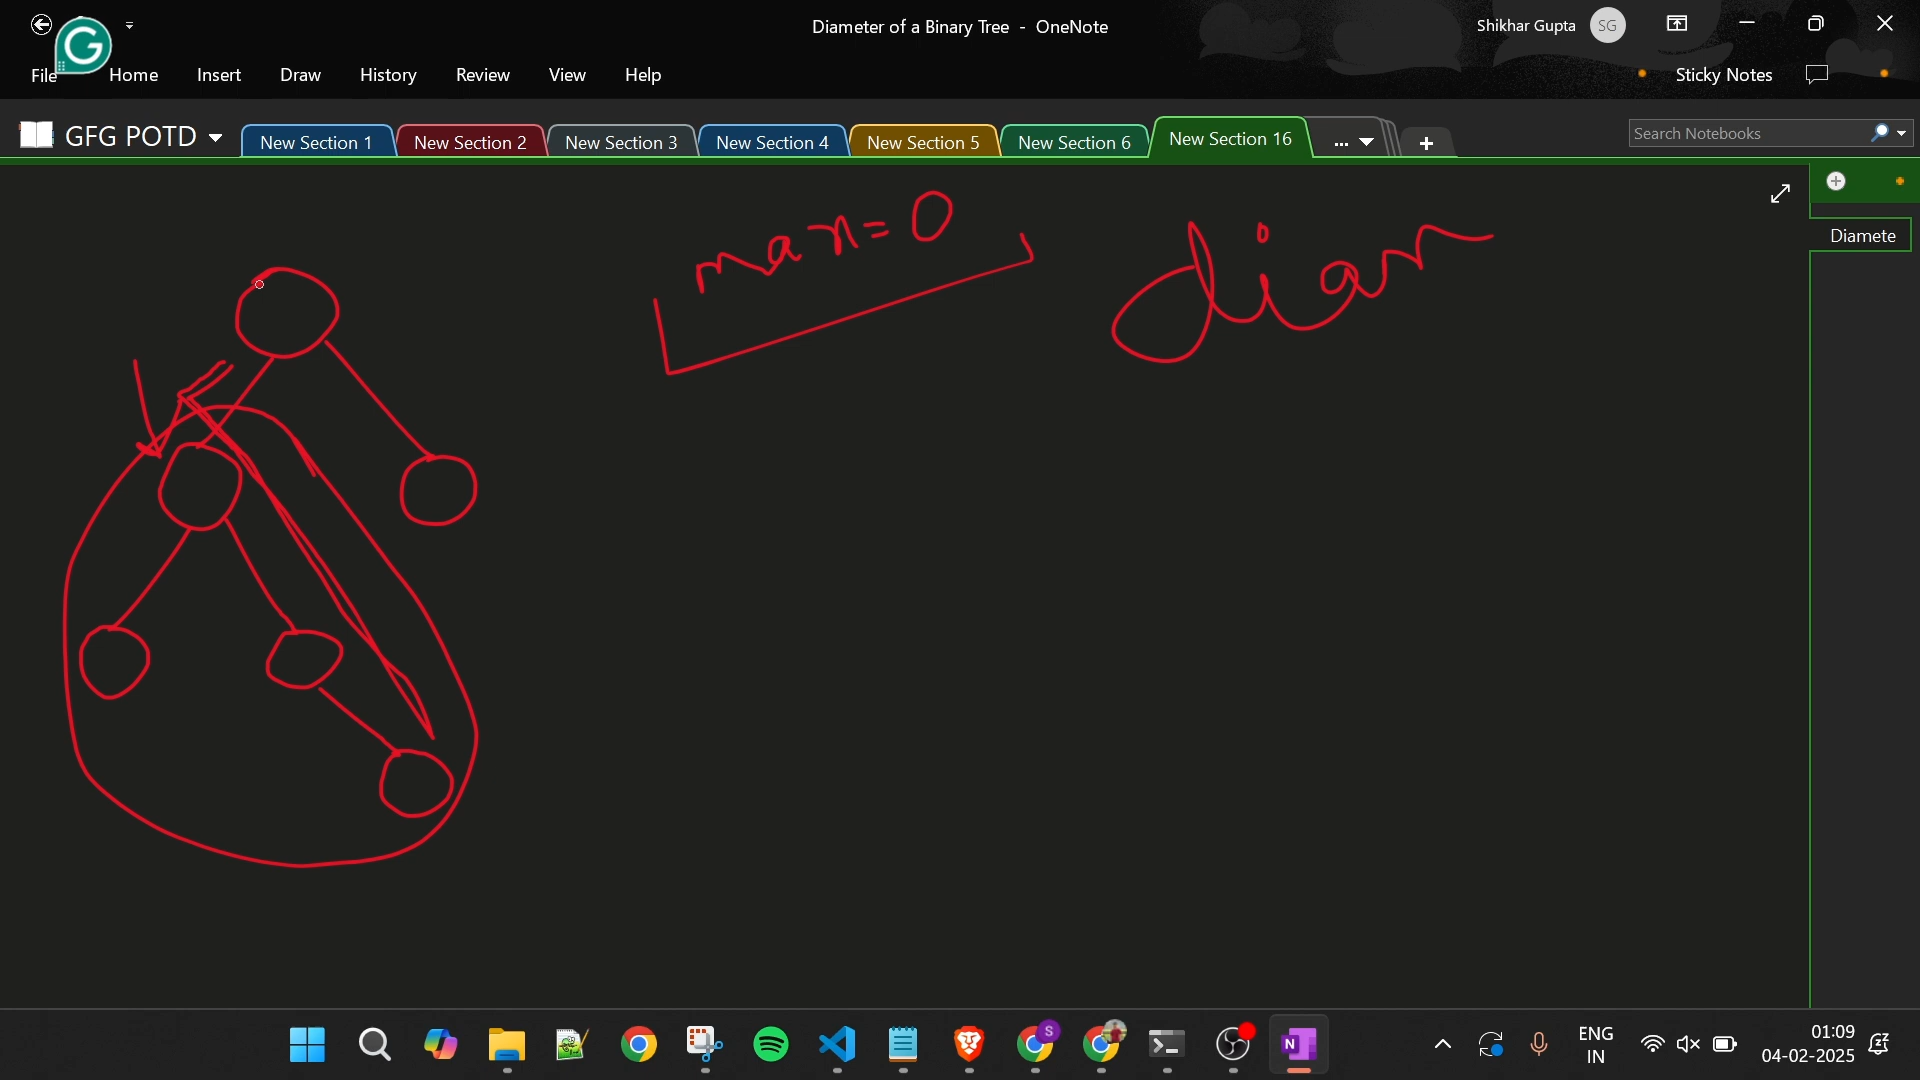 Diameter of a Binary Tree - OneNote
Shikhar Gupta
SG
G
File
Home
Insert
Draw
History
Review
View
Help
Sticky Notes
GFG POTD
New Section 1
New Section 2
New Section 3
New Section 4
New Section 5
New Section 6
New Section 16
...
Search Notebooks
Diamete
max=0
diam
S
N
ENG
IN
01:09
04-02-2025